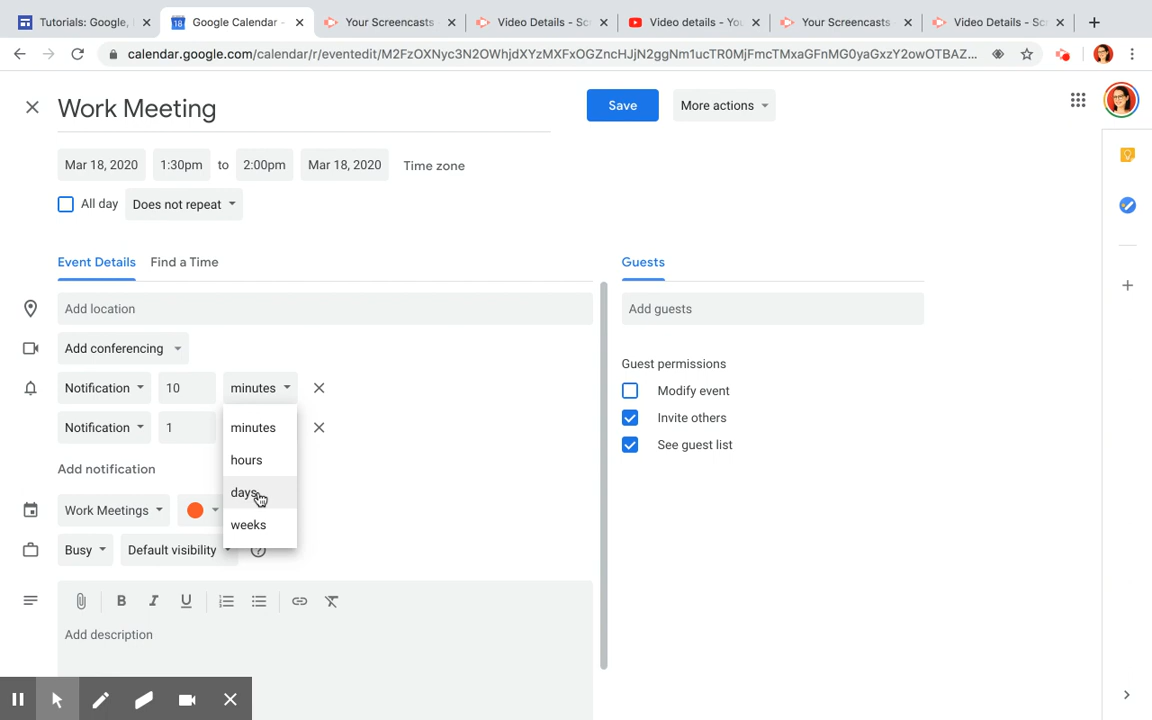 Tutorials: Google,
18 Google Calendar -
Your Screencasts
Video Details - Sc
Video details - You
Your Screencasts
Video Details - Sc
calendar.google.com/calendar/r/eventedit/M2FzOXNyc3N2OWhjdXYzMXFxOGZncHJjN2ggNm1ucTR0MjFmcTMxaGFnMG0yaGxzY2owOTBAZ...
Work Meeting
Save
More actions
Mar 18, 2020 1:30pm to 2:00pm Mar 18, 2020 Time zone
All day Does not repeat
Event Details Find a Time
Guests
Add location
Add guests
Add conferencing
Guest permissions
Notification 10 minutes
Modify event
Notification 1
minutes
Invite others
hours
See guest list
Add notification
days
Work Meetings
weeks
Busy Default visibility ?
B I U
Add description